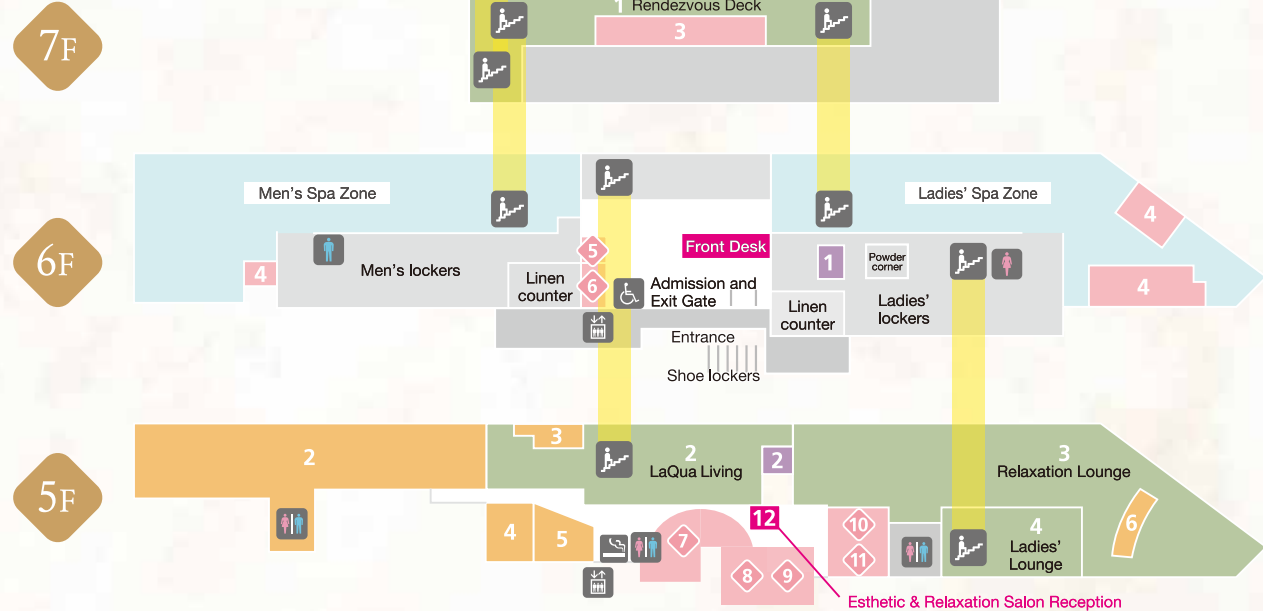 7F
1 Rendezvous Deck
3
6F
Men's Spa Zone
Ladies' Spa Zone
4
5
Front Desk
1
Powder
corner
Men's lockers
4
Linen
counter
6
Admission and
Exit Gate
Linen
counter
Ladies'
lockers
4
Entrance
Shoe lockers
5F
2
3
2
LaQua Living
2
3
Relaxation Lounge
4
5
7
12
8
9
10
11
4
Ladies'
Lounge
6
Esthetic & Relaxation Salon Reception